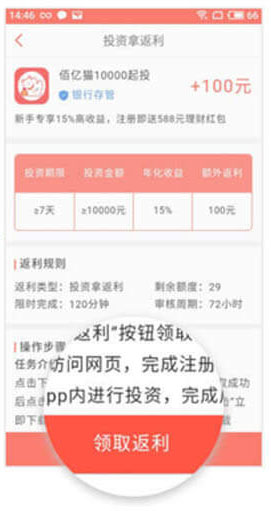 14:46
66
投资拿返利
佰亿猫10000起投
+100元
银行存管
新手专享15%高收益，注册即送588元理财红包
投资期限 投资金额 年化收益 额外返利
≥7天 ≥10000元 15% 100元
返利规则
返利类型：投资拿返利 剩余额度：29
限时完成：120分钟 审核周期：72小时
操作步骤
返利"按钮领取
任务介
访问网页，完成注册
点击下 取成功
pp内进行投资，完成
后点击 台"立
即下载 载
领取返利